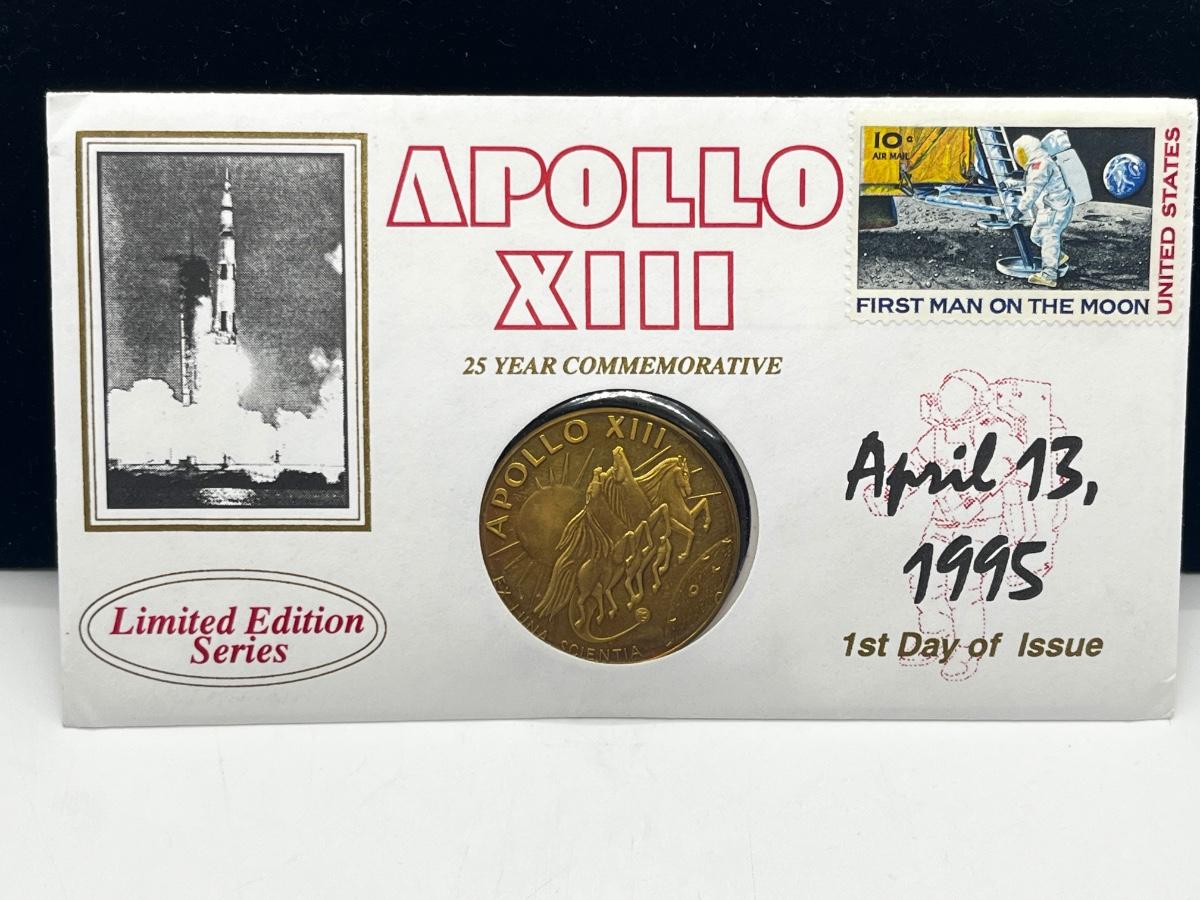 APOLLO
XIII
25 YEAR COMMEMORATIVE
10c
AIR MAIL
UNITED STATES
FIRST MAN ON THE MOON
APOLLO XIII
EX LUNA SCIENTIA
April 13,
1995
1st Day of Issue
Limited Edition
Series